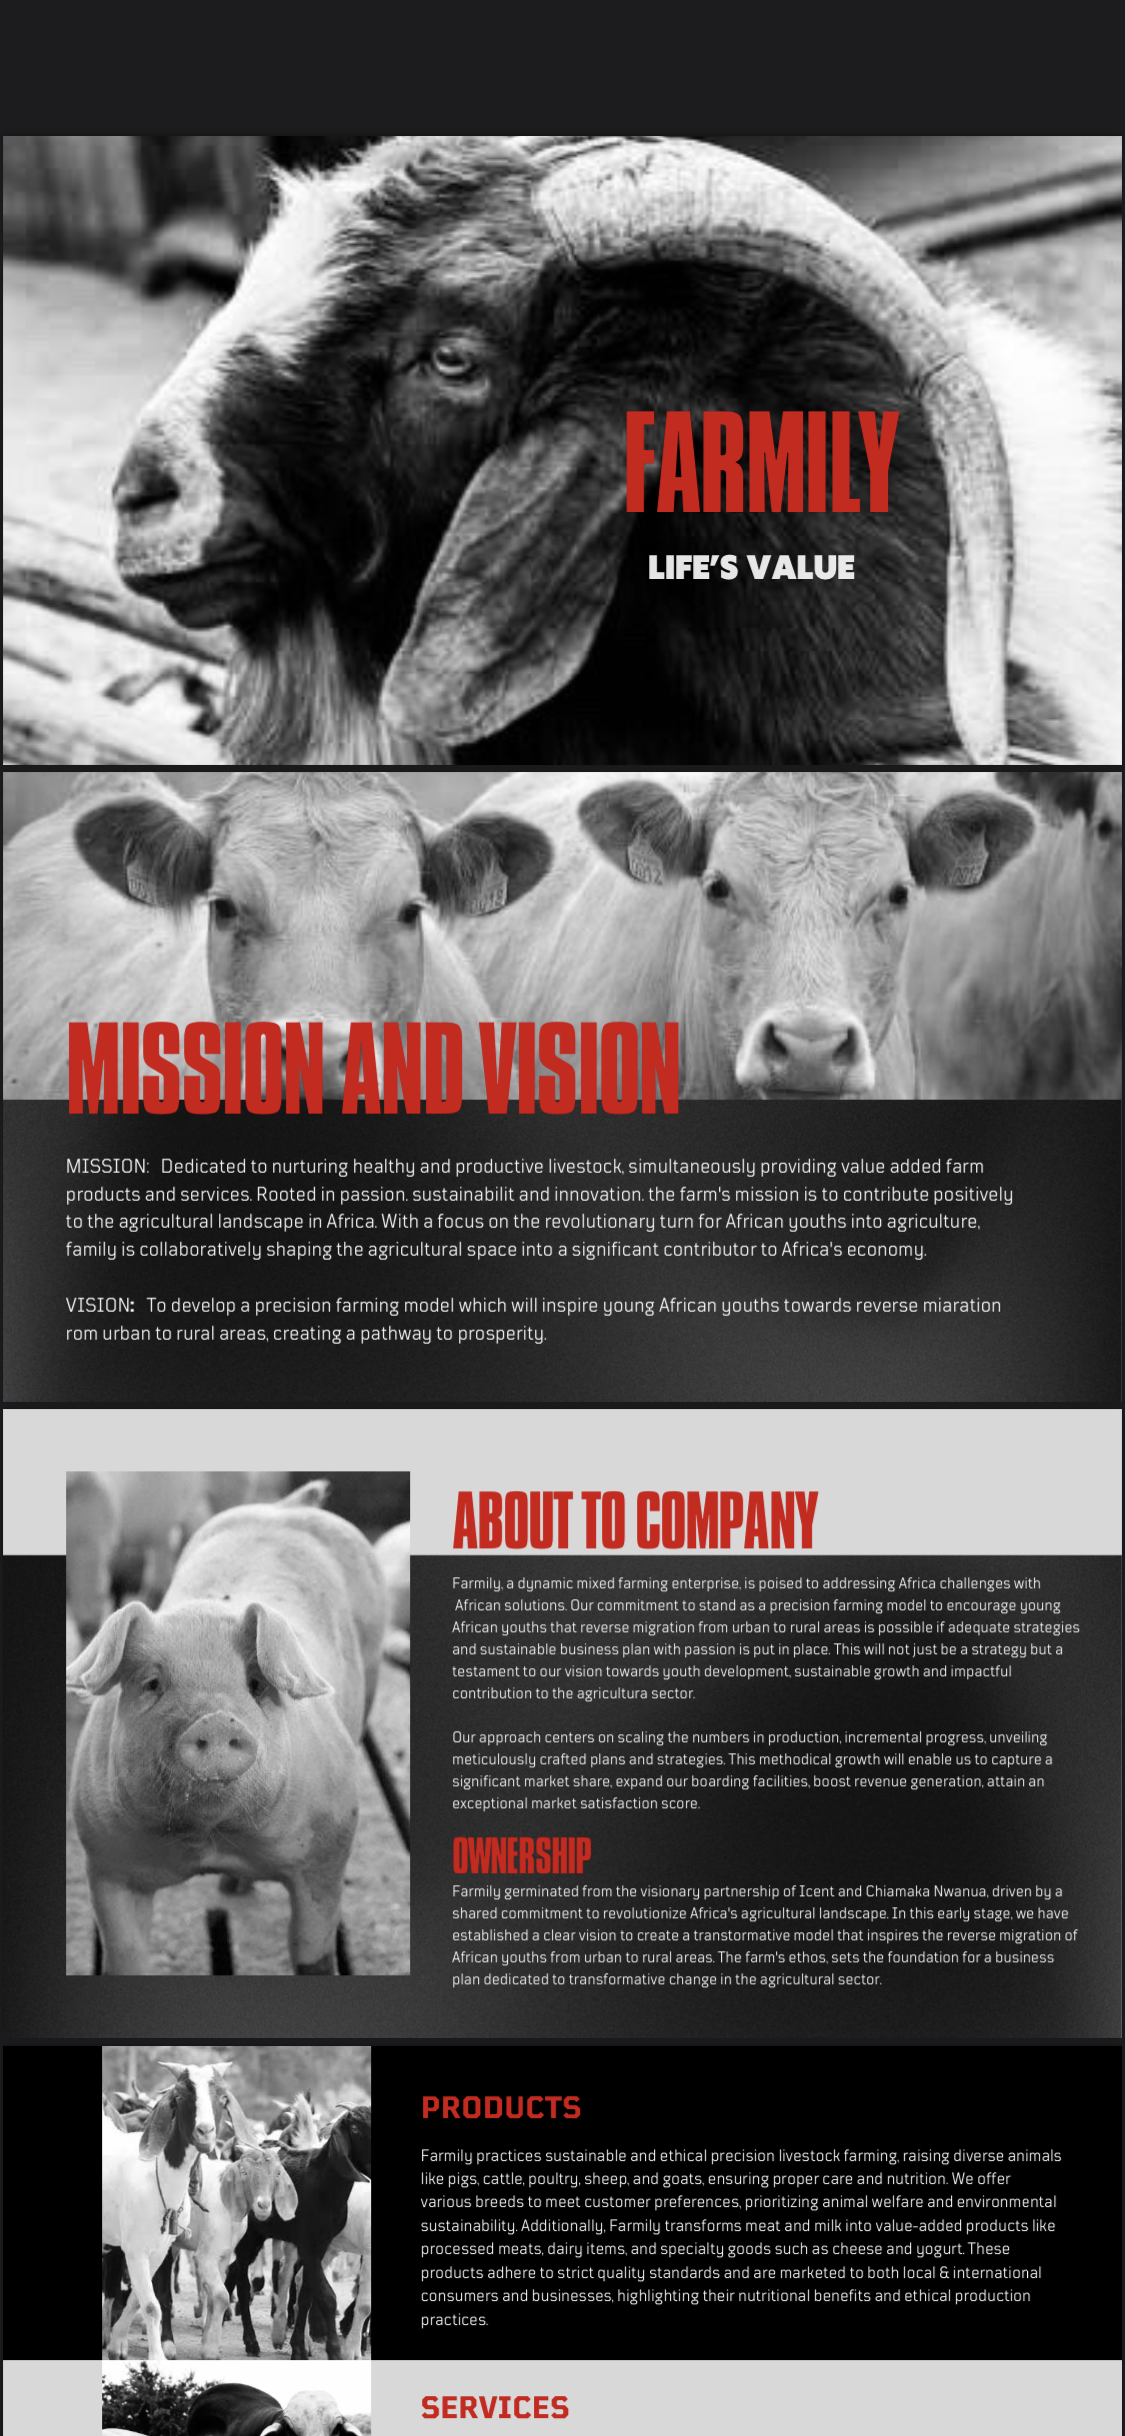 FARMILY
LIFE'S VALUE
MISSION AND VISION
MISSION: Dedicated to nurturing healthy and productive livestock, simultaneously providing value added farm
products and services. Rooted in passion. sustainabilit and innovation. the farm's mission is to contribute positively
to the agricultural landscape in Africa. With a focus on the revolutionary turn for African youths into agriculture,
family is collaboratively shaping the agricultural space into a significant contributor to Africa's economy.
VISION: To develop a precision farming model which will inspire young African youths towards reverse miaration
rom urban to rural areas, creating a pathway to prosperity.
ABOUT TO COMPANY
Farmily, a dynamic mixed farming enterprise, is poised to addressing Africa challenges with
African solutions. Our commitment to stand as a precision farming model to encourage young
African youths that reverse migration from urban to rural areas is possible if adequate strategies
and sustainable business plan with passion is put in place. This will not just be a strategy but a
testament to our vision towards youth development, sustainable growth and impactful
contribution to the agricultura sector.
Our approach centers on scaling the numbers in production, incremental progress, unveiling
meticulously crafted plans and strategies. This methodical growth will enable us to capture a
significant market share, expand our boarding facilities, boost revenue generation, attain an
exceptional market satisfaction score.
OWNERSHIP
Farmily germinated from the visionary partnership of Icent and Chiamaka Nwanua, driven by a
shared commitment to revolutionize Africa's agricultural landscape. In this early stage, we have
established a clear vision to create a transtormative model that inspires the reverse migration of
African youths from urban to rural areas. The farm's ethos, sets the foundation for a business
plan dedicated to transformative change in the agricultural sector.
PRODUCTS
Farmily practices sustainable and ethical precision livestock farming, raising diverse animals
like pigs, cattle, poultry, sheep, and goats, ensuring proper care and nutrition. We offer
various breeds to meet customer preferences, prioritizing animal welfare and environmental
sustainability. Additionally, Farmily transforms meat and milk into value-added products like
processed meats, dairy items, and specialty goods such as cheese and yogurt. These
products adhere to strict quality standards and are marketed to both local & international
consumers and businesses, highlighting their nutritional benefits and ethical production
practices.
SERVICES